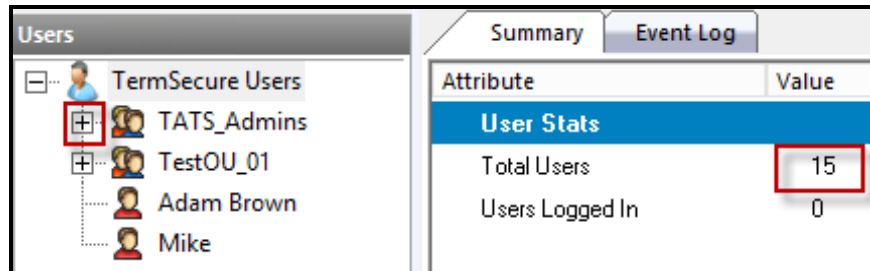 Users
TermSecure Users
TATS_Admins
TestOU_01
Adam Brown
Mike
Summary Event Log
Attribute Value
User Stats
Total Users 15
Users Logged In 0